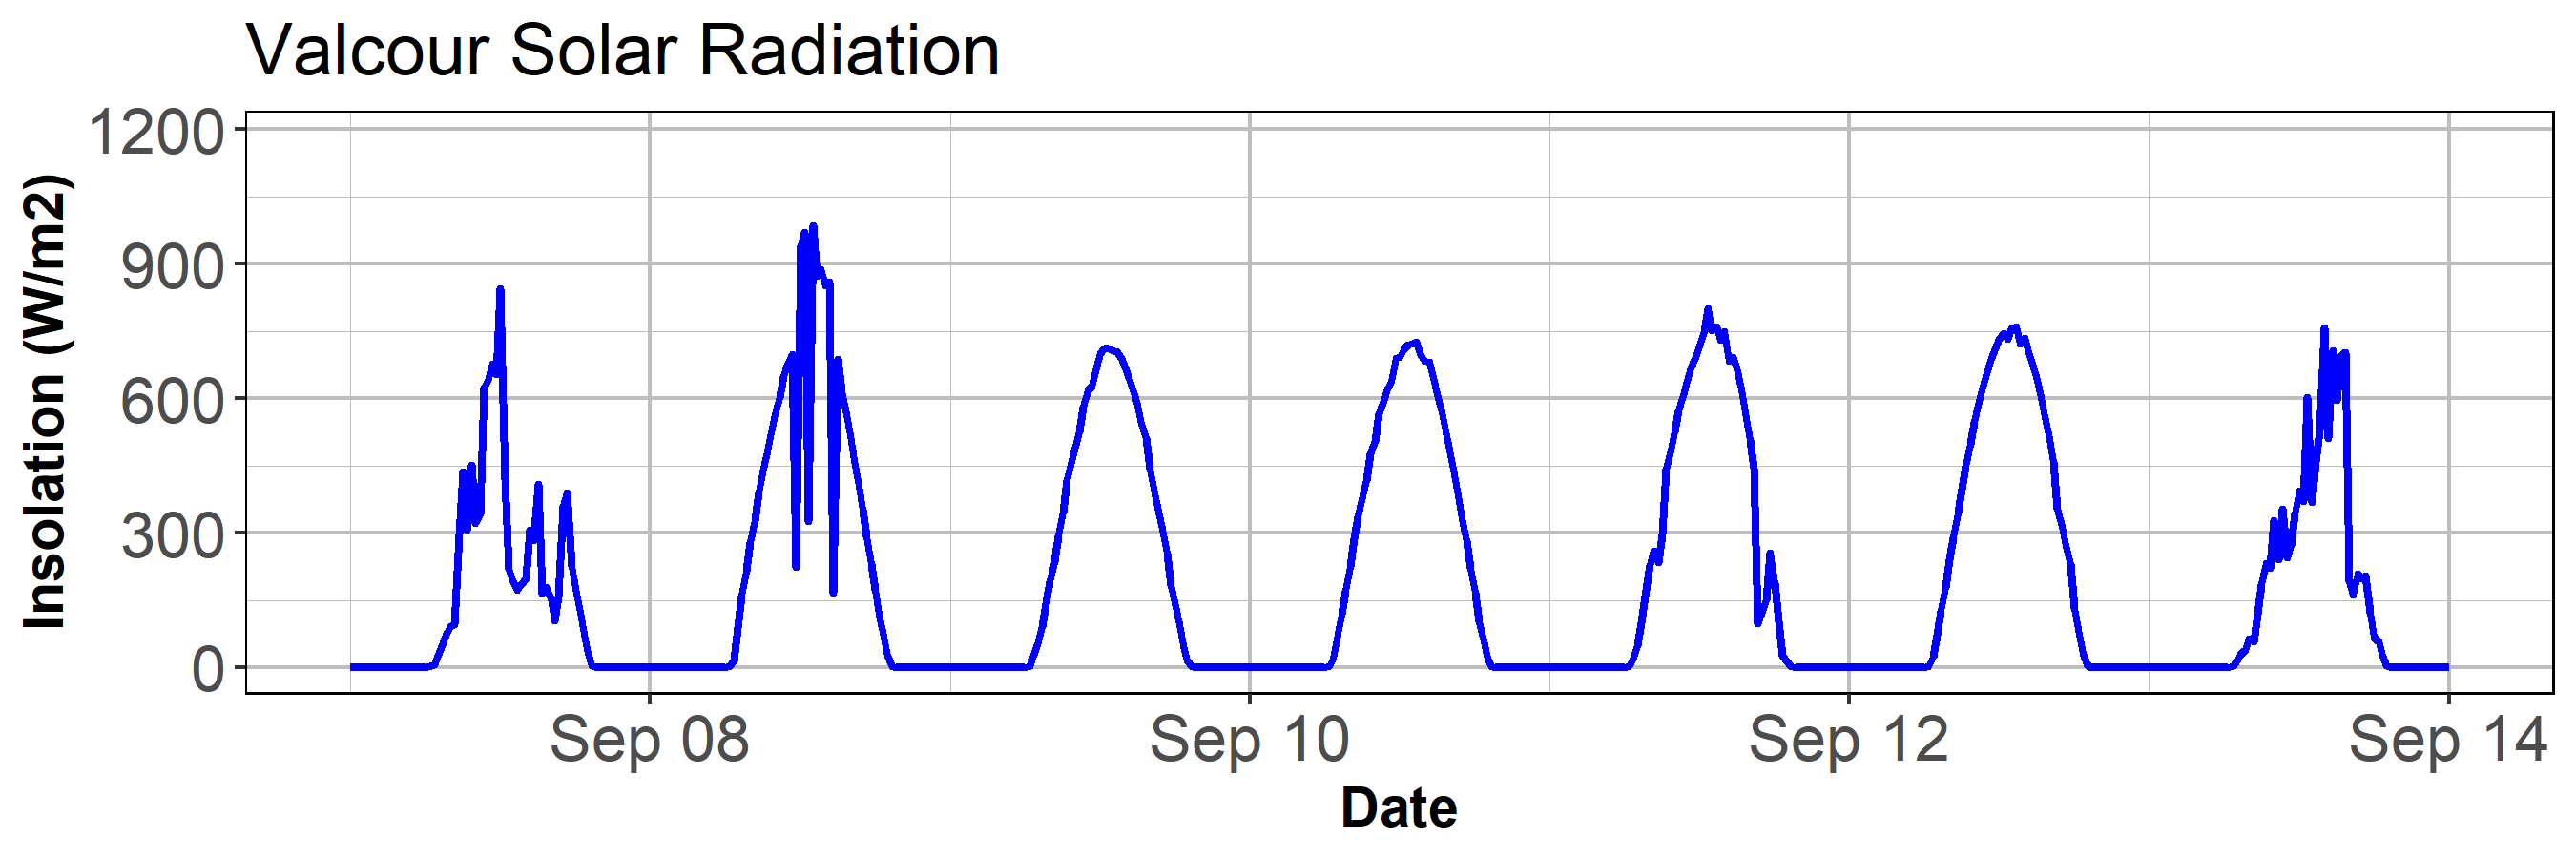 Valcour Solar Radiation
1200
900
600
300
0
Insolation (W/m2)
Sep 08
Sep 10
Sep 12
Sep 14
Date